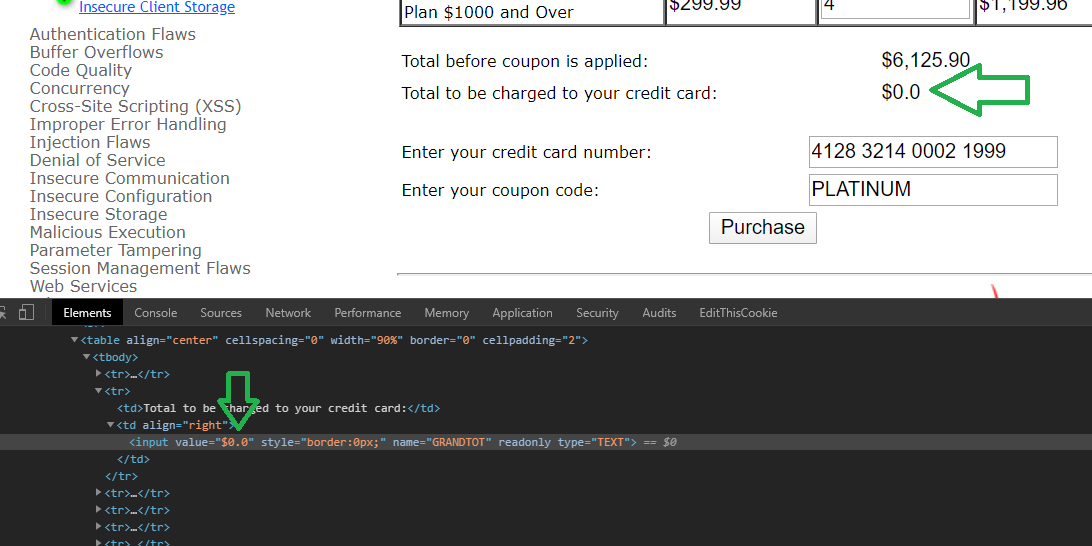 Insecure Client Storage
Authentication Flaws
Buffer Overflows
Code Quality
Concurrency
Cross-Site Scripting (XSS)
Improper Error Handling
Injection Flaws
Denial of Service
Insecure Communication
Insecure Configuration
Insecure Storage
Malicious Execution
Parameter Tampering
Session Management Flaws
Web Services
Plan $1000 and Over $299.99 4 $1,199.96
Total before coupon is applied: $6,125.90
Total to be charged to your credit card: $0.0
Enter your credit card number: 4128 3214 0002 1999
Enter your coupon code: PLATINUM
Purchase
Elements Console Sources Network Performance Memory Application Security Audits EditThisCookie
<table align="center" cellspacing="0" width="90%" border="0" cellpadding="2">
<tbody>
<tr>…</tr>
<tr>
<td>Total to be charged to your credit card:</td>
<td align="right">
<input value="$0.0" style="border:0px;" name="GRANDTOT" readonly type="TEXT"> == $0
</td>
</tr>
<tr>…</tr>
<tr>…</tr>
<tr>…</tr>
<tr>…</tr>